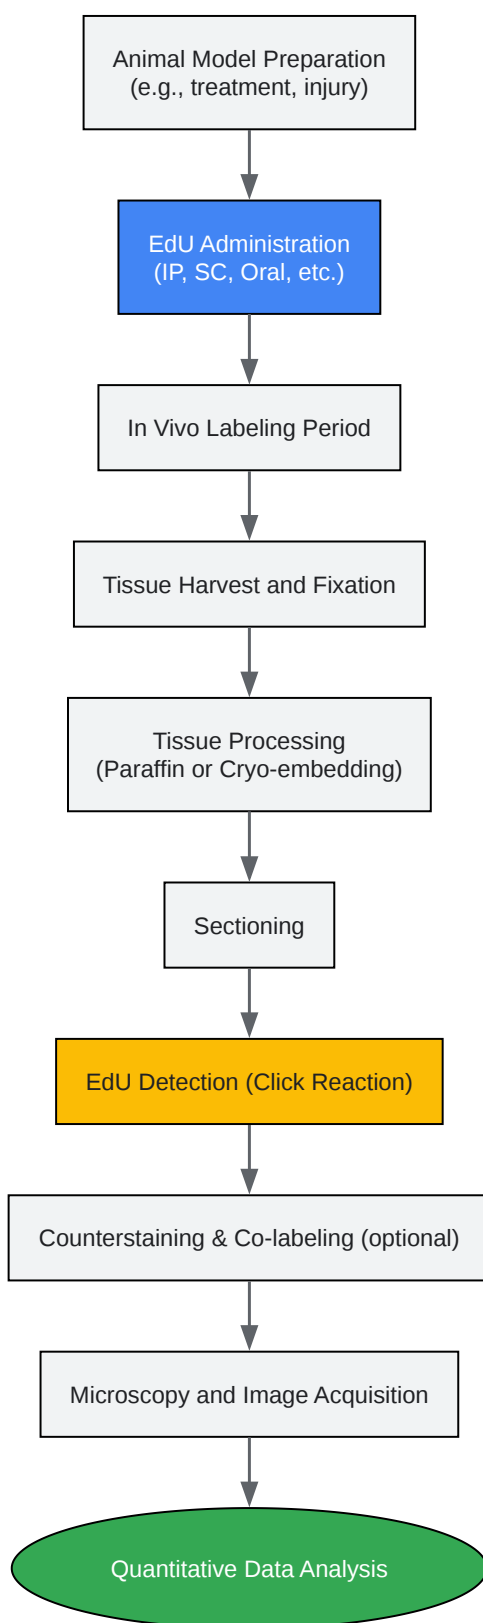 Animal Model Preparation
(e.g., treatment, injury)
EdU Administration
(IP, SC, Oral, etc.)
In Vivo Labeling Period
Tissue Harvest and Fixation
Tissue Processing
(Paraffin or Cryo-embedding)
Sectioning
EdU Detection (Click Reaction)
Counterstaining & Co-labeling (optional)
Microscopy and Image Acquisition
Quantitative Data Analysis